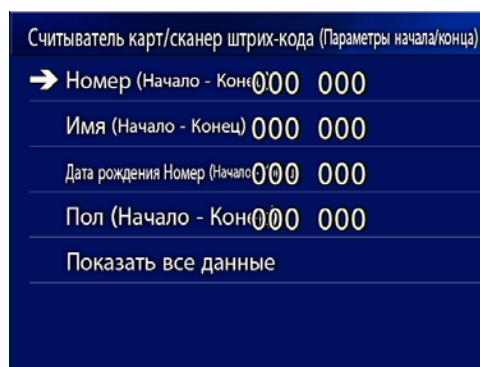 Считыватель карт/сканер штрих-кода (Параметры начала/конца)
Номер (Начало - Конец) 000 000
Имя (Начало - Конец) 000 000
Дата рождения Номер (Начало 000 000
Пол (Начало - Конец) 000 000
Показать все данные